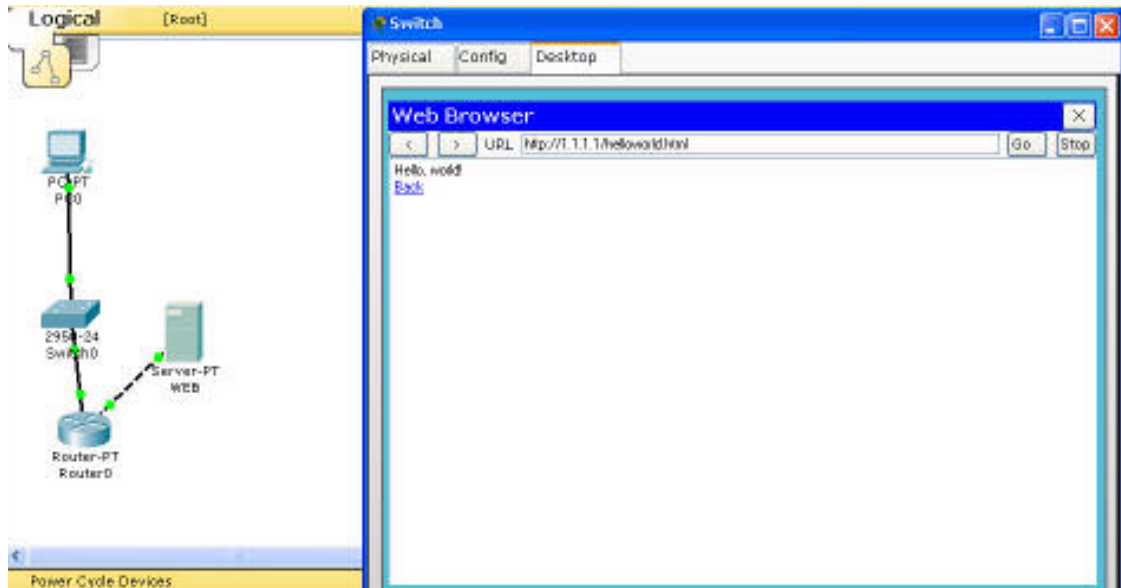 Logical
[Root]
PC-PT
PC0
2950-24
Switch0
Server-PT
WEB
Router-PT
Router0
Power Cycle Devices
Switch
Physical Config Desktop
Web Browser
< > URL http://1.1.1.1/helloworld.html Go Stop
Hello, world!
Back